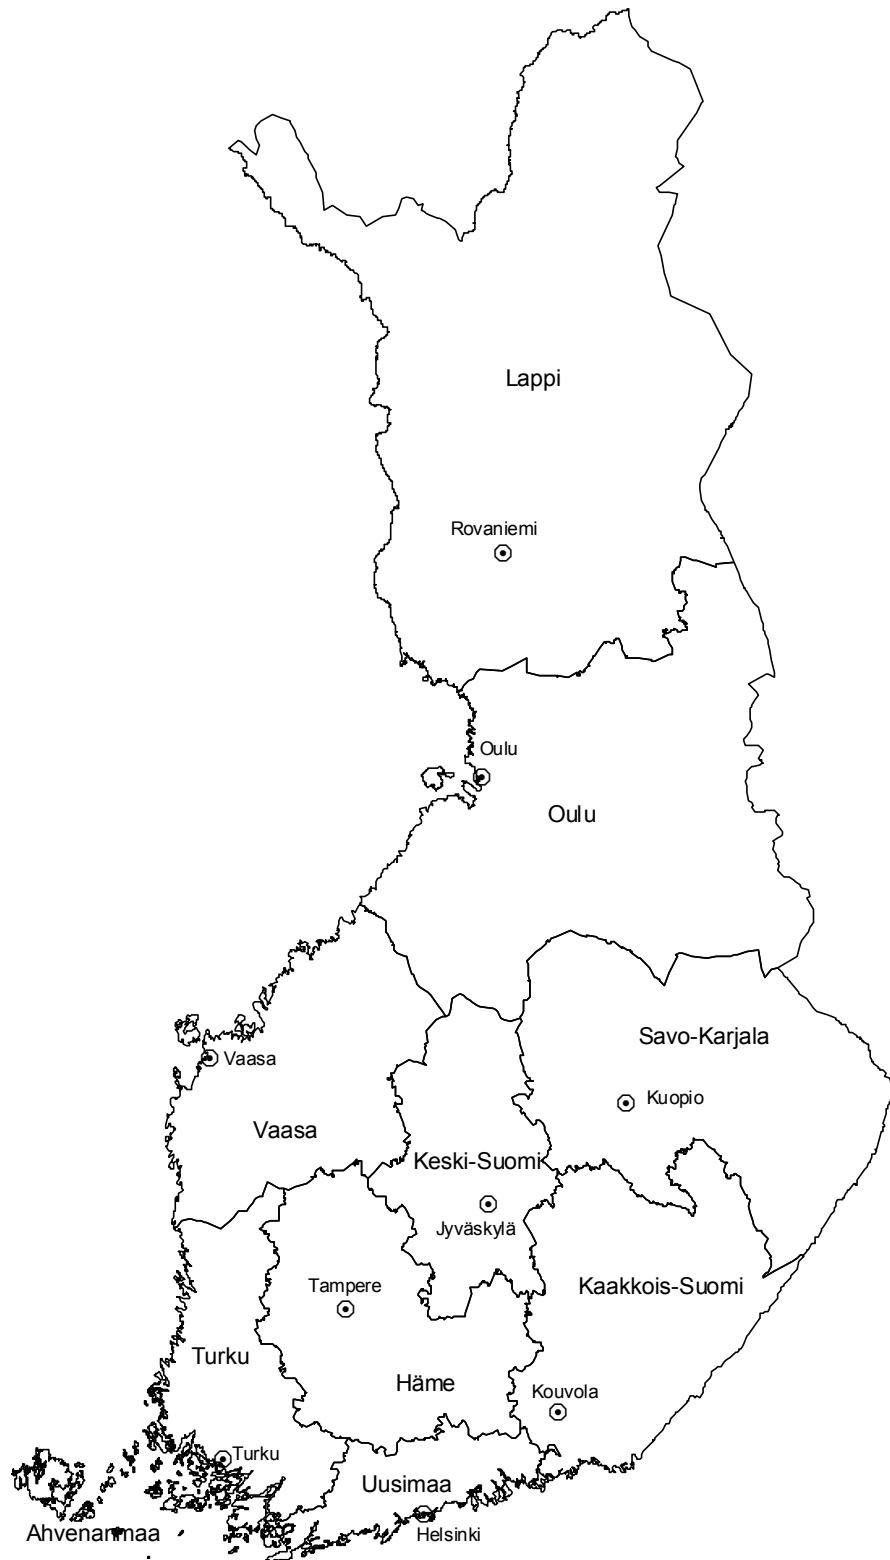 Lappi
Rovaniemi
Oulu
Oulu
Savo-Karjala
Vaasa
Kuopio
Vaasa
Keski-Suomi
Jyväskylä
Tampere
Kaakkois-Suomi
Turku
Häme
Kouvola
Turku
Uusimaa
Ahvenanmaa
Helsinki